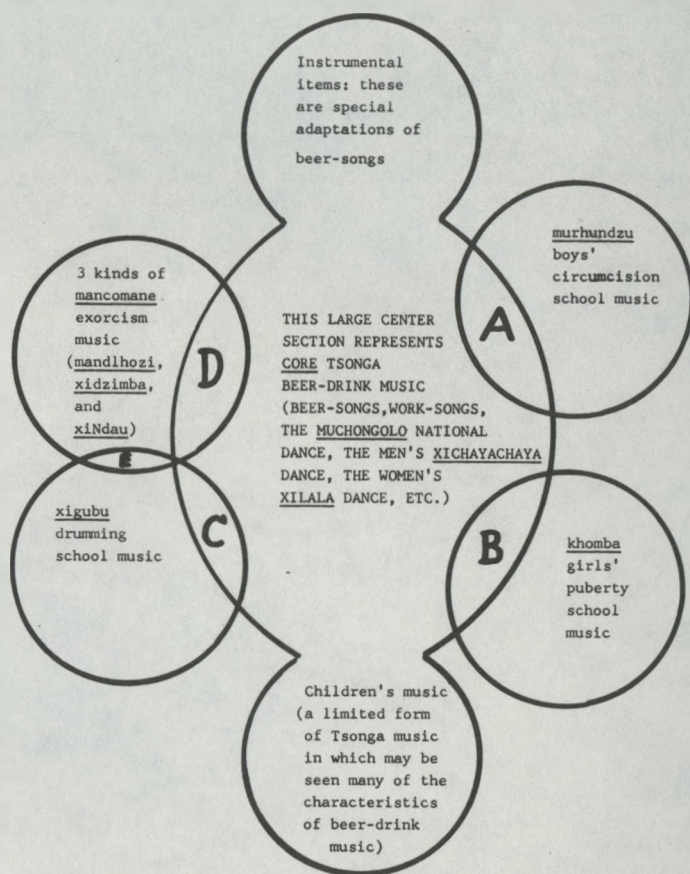 Instrumental
items: these
are special
adaptations of
beer-songs
murhundzu
boys'
circumcision
school music
A
3 kinds of
mancomane
exorcism
music
(mandlhozi,
xidzimba,
and
xiNdau)
D
THIS LARGE CENTER
SECTION REPRESENTS
CORE TSONGA
BEER-DRINK MUSIC
(BEER-SONGS,WORK-SONGS,
THE MUCHONGOLO NATIONAL
DANCE, THE MEN'S XICHAYACHAYA
DANCE, THE WOMEN'S
XILALA DANCE, ETC.)
E
xigubu
drumming
school music
C
B
khomba
girls'
puberty
school
music
Children's music
(a limited form
of Tsonga music
in which may be
seen many of the
characteristics
of beer-drink
music)